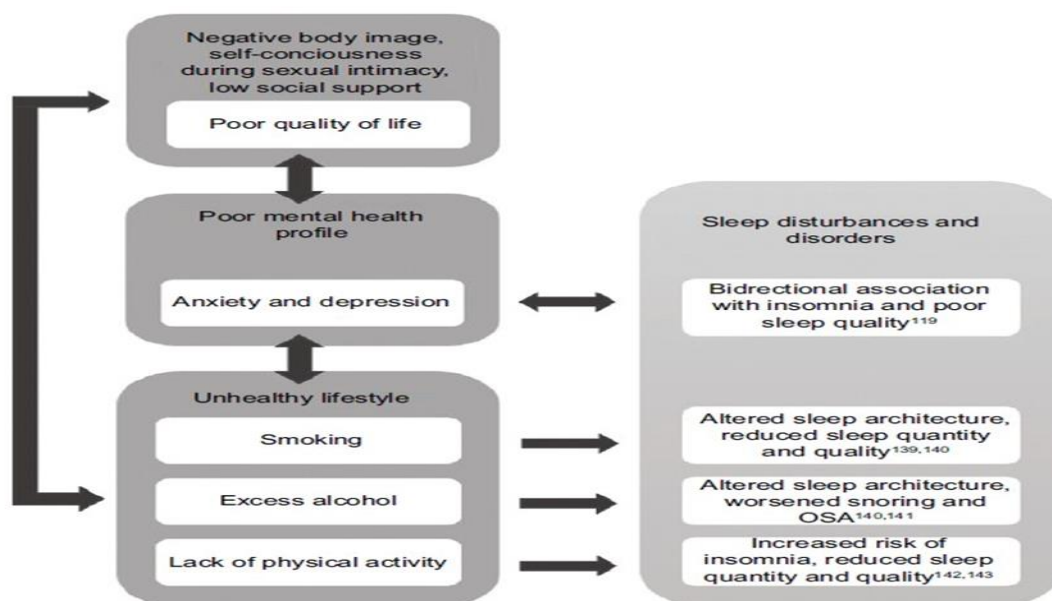 Negative body image,
self-conciousness
during sexual intimacy,
low social support
Poor quality of life
Poor mental health
profile
Anxiety and depression
Unhealthy lifestyle
Smoking
Excess alcohol
Lack of physical activity
Sleep disturbances and
disorders
Bidrectional association
with insomnia and poor
sleep quality¹¹⁹
Altered sleep architecture,
reduced sleep quantity
and quality¹³⁹,¹⁴⁰
Altered sleep architecture,
worsened snoring and
OSA¹⁴⁰,¹⁴¹
Increased risk of
insomnia, reduced sleep
quantity and quality¹⁴²,¹⁴³